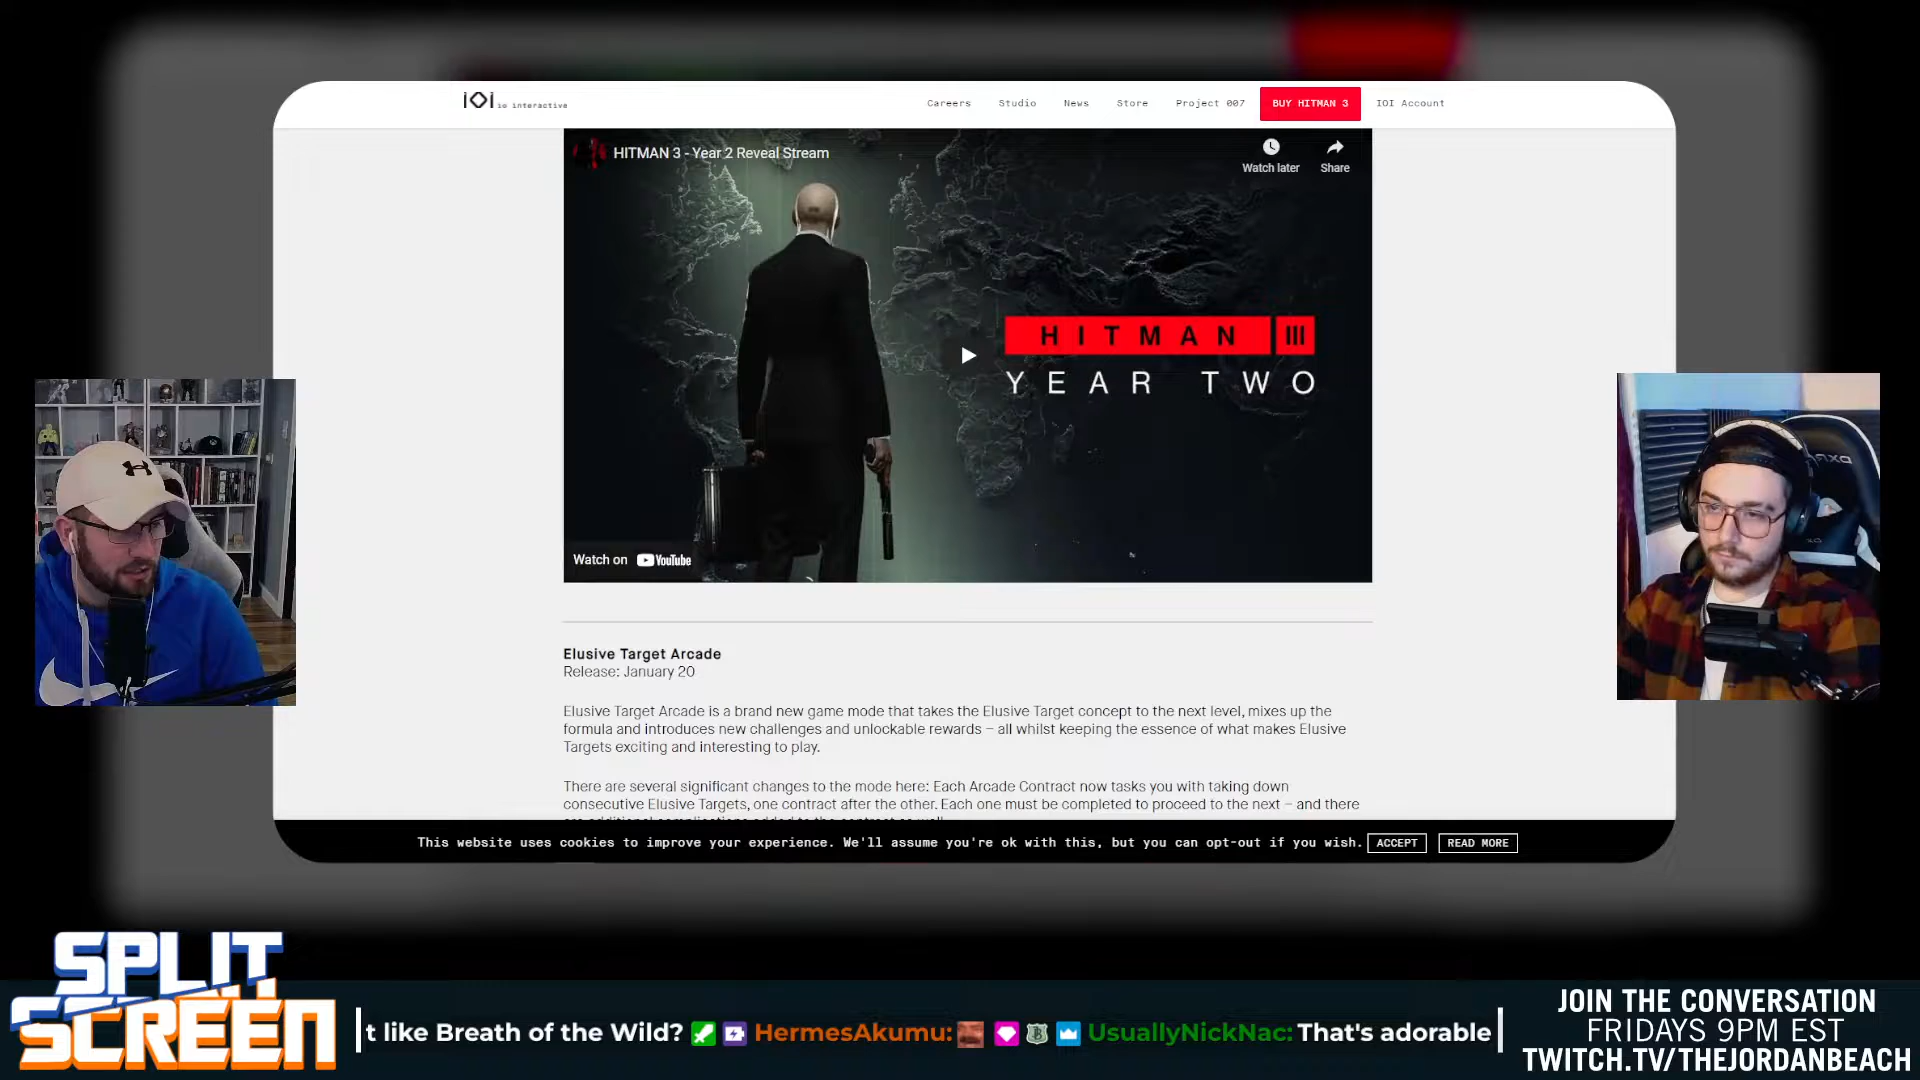 IOI io interactive
Careers Studio News Store Project 007 BUY HITMAN 3 IOI Account
HITMAN 3 - Year 2 Reveal Stream
Watch later Share
HITMAN III
YEAR TWO
Watch on YouTube
Elusive Target Arcade
Release: January 20
Elusive Target Arcade is a brand new game mode that takes the Elusive Target concept to the next level, mixes up the
formula and introduces new challenges and unlockable rewards – all whilst keeping the essence of what makes Elusive
Targets exciting and interesting to play.
There are several significant changes to the mode here: Each Arcade Contract now tasks you with taking down
consecutive Elusive Targets, one contract after the other. Each one must be completed to proceed to the next – and there
This website uses cookies to improve your experience. We'll assume you're ok with this, but you can opt-out if you wish. ACCEPT READ MORE
SPLIT
SCREEN
t like Breath of the Wild? HermesAkumu: UsuallyNickNac: That's adorable
JOIN THE CONVERSATION
FRIDAYS 9PM EST
TWITCH.TV/THEJORDANBEACH